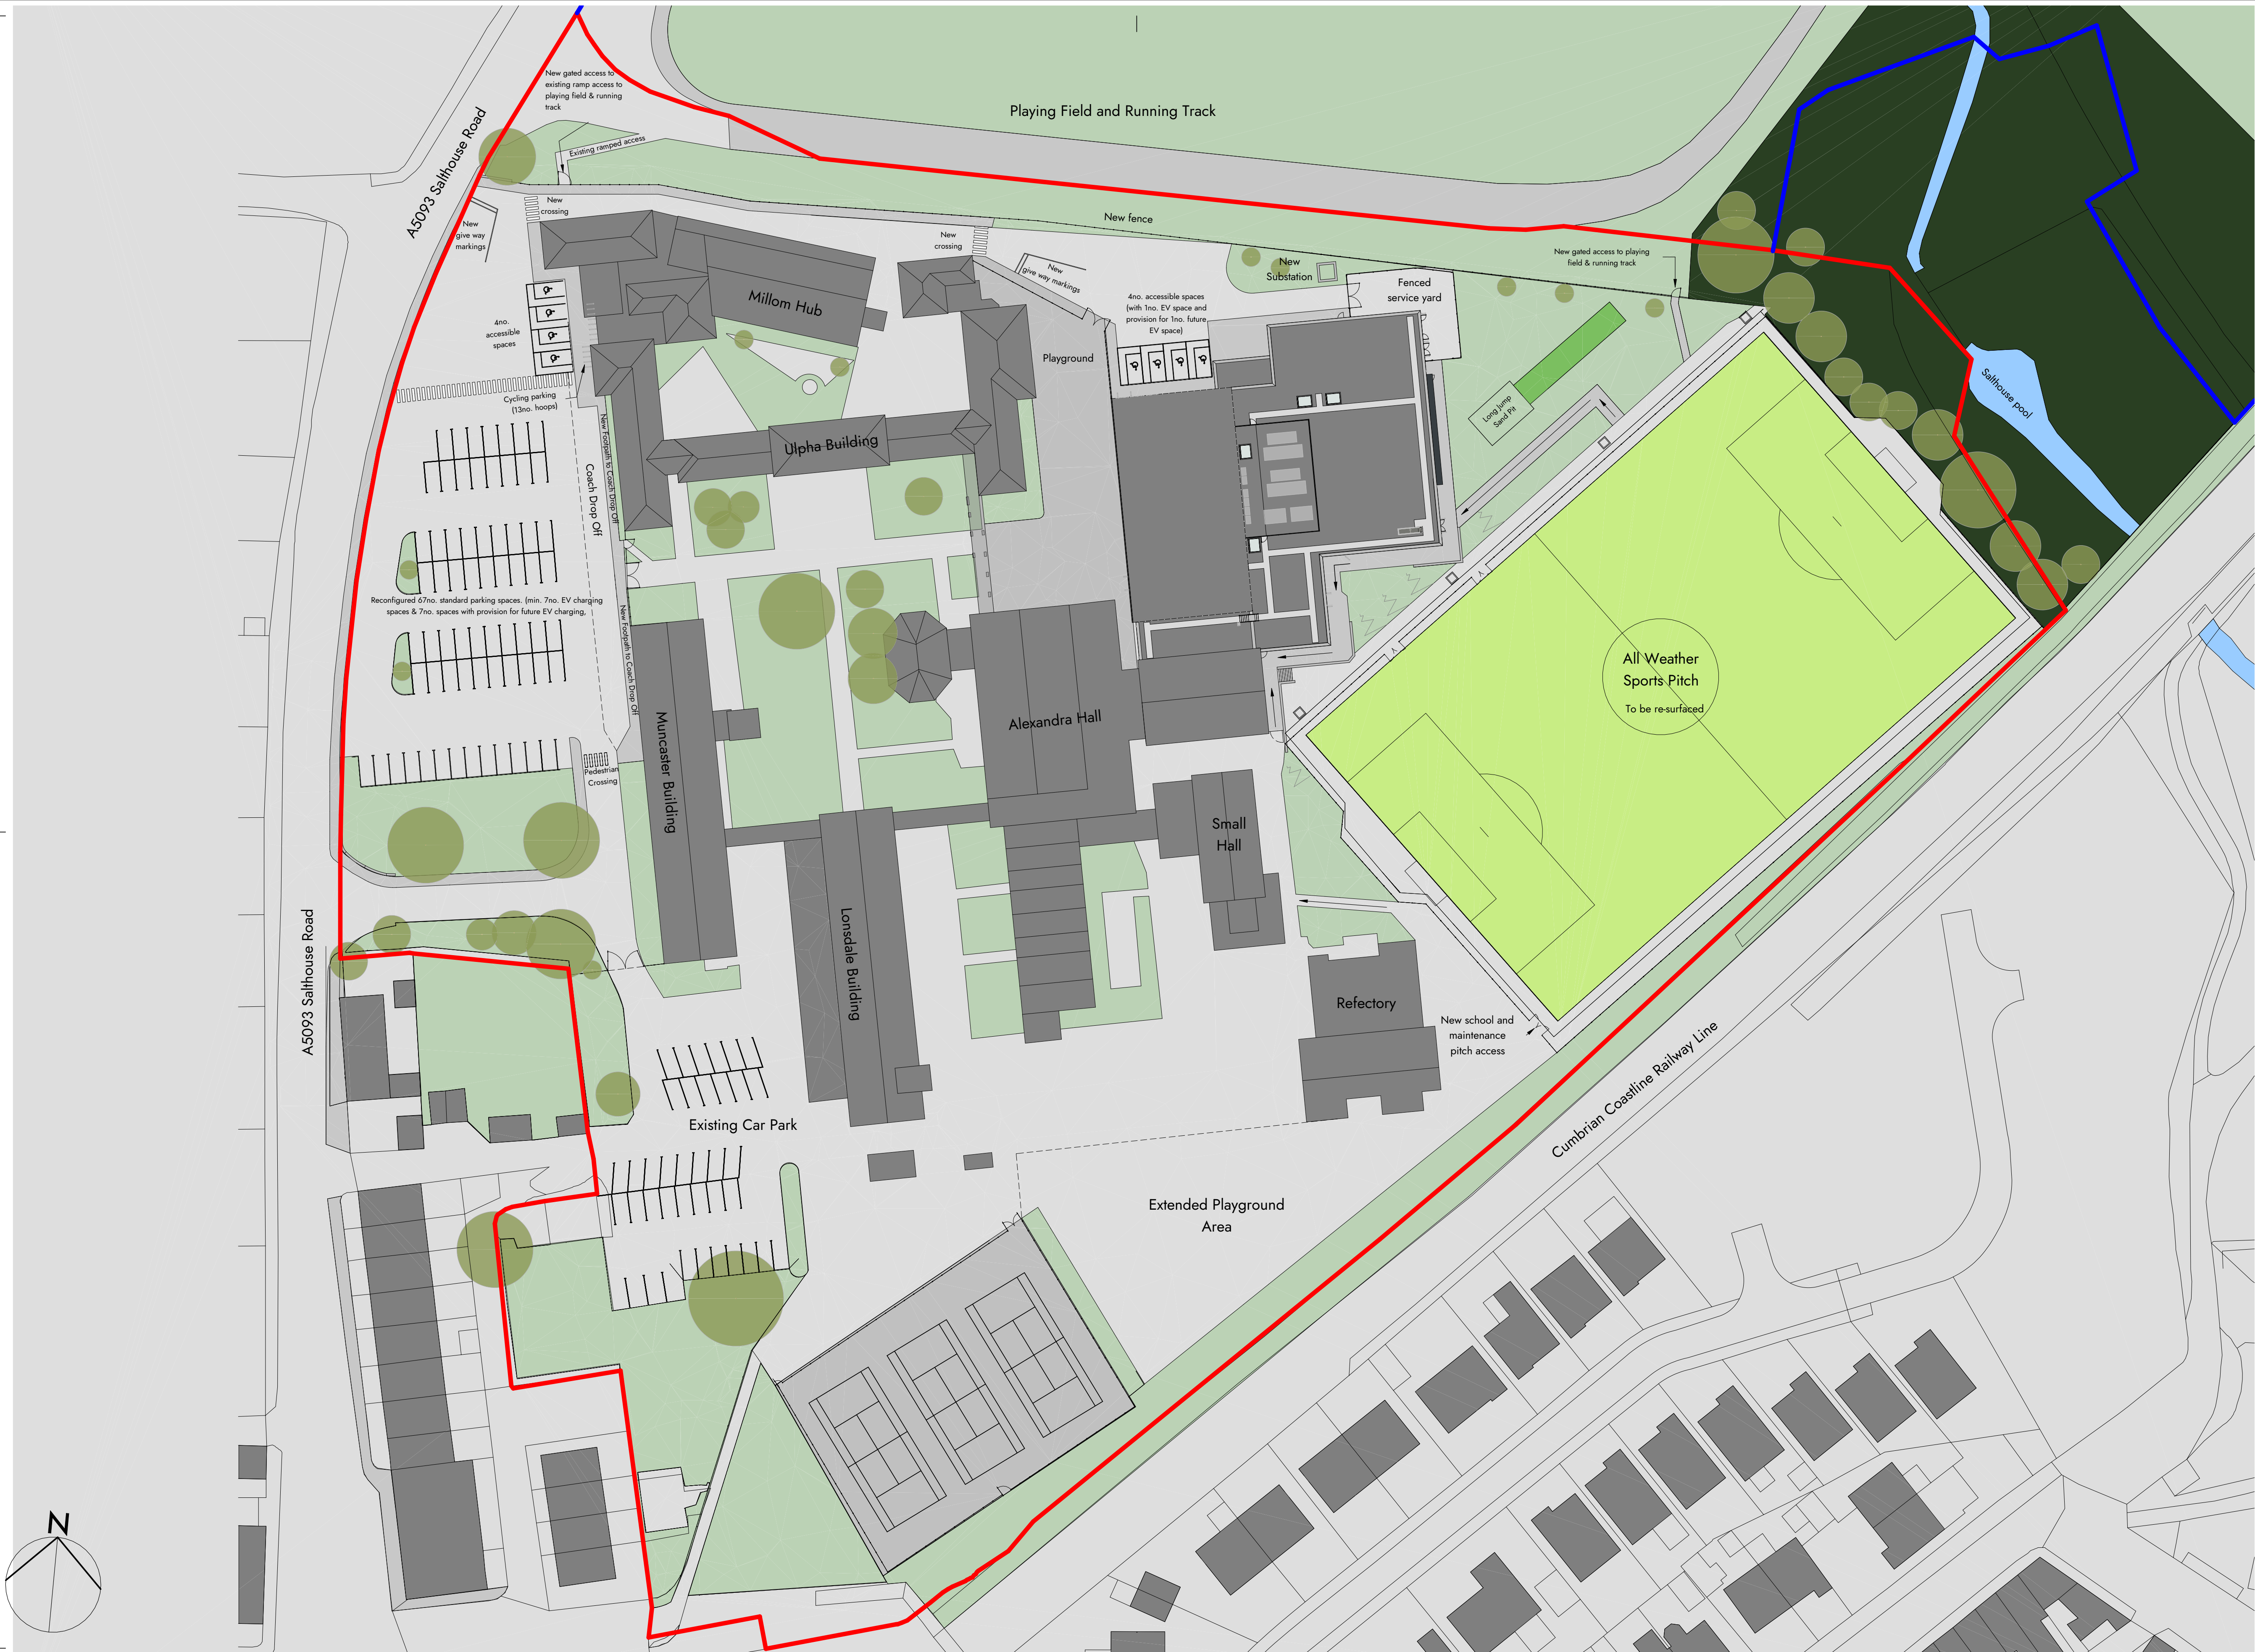 New gated access to
existing ramp access to
playing field & running
track
Playing Field and Running Track
A5093 Salthouse Road
Existing ramped access
New
crossing
New
give way
markings
New fence
New
crossing
New
give way markings
New
Substation
New gated access to playing
field & running track
Fenced
service yard
Millom Hub
4no.
accessible
spaces
4no. accessible spaces
(with 1no. EV space and
provision for 1no. future
EV space)
Playground
Cycling parking
(13no. hoops)
Salthouse pool
Long Jump
Sand Pit
Ulpha Building
New Footpath to Coach Drop Off
Coach Drop Off
Reconfigured 67no. standard parking spaces. (min. 7no. EV charging
spaces & 7no. spaces with provision for future EV charging,
New Footpath to Coach Drop Off
All Weather
Sports Pitch
To be re-surfaced
Muncaster Building
Alexandra Hall
Pedestrian
Crossing
Small
Hall
A5093 Salthouse Road
Lonsdale Building
Refectory
New school and
maintenance
pitch access
Cumbrian Coastline Railway Line
Existing Car Park
Extended Playground
Area
N